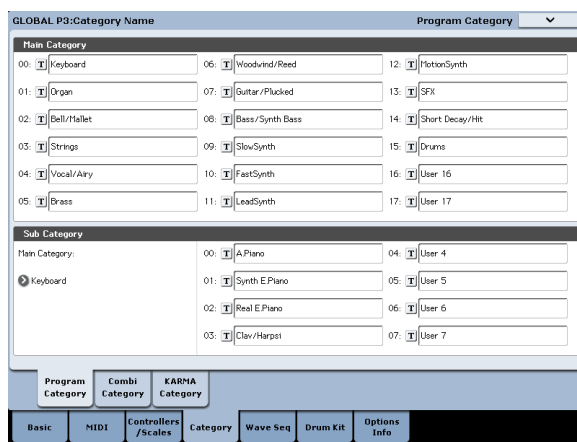 GLOBAL P3:Category Name Program Category
Main Category
00: T Keyboard 06: T Woodwind/Reed 12: T MotionSynth
01: T Organ 07: T Guitar/Plucked 13: T SFX
02: T Bell/Mallet 08: T Bass/Synth Bass 14: T Short Decay/Hit
03: T Strings 09: T SlowSynth 15: T Drums
04: T Vocal/Airy 10: T FastSynth 16: T User 16
05: T Brass 11: T LeadSynth 17: T User 17
Sub Category
Main Category: 00: T A.Piano 04: T User 4
Keyboard 01: T Synth E.Piano 05: T User 5
02: T Real E.Piano 06: T User 6
03: T Clav/Harpsi 07: T User 7
Program Category Combi Category KARMA Category
Basic MIDI Controllers /Scales Category Wave Seq Drum Kit Options Info